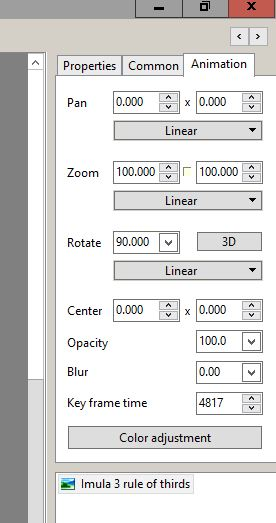 Properties Common Animation
Pan 0.000 x 0.000
Linear
Zoom 100.000 100.000
Linear
Rotate 90.000 3D
Linear
Center 0.000 x 0.000
Opacity 100.0
Blur 0.00
Key frame time 4817
Color adjustment
Imula 3 rule of thirds